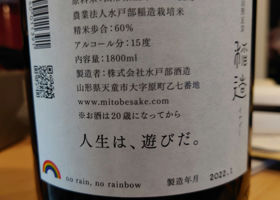 農業法人水戸部稲造栽培米
精米歩合：60%
アルコール分：15度
内容量：1800ml
製造者：株式会社水戸部酒造
山形県天童市大字原町乙七番地
www.mitobesake.com
※お酒は20歳になってから
人生は、遊びだ。
no rain, no rainbow
製造年月
2022.
稲造